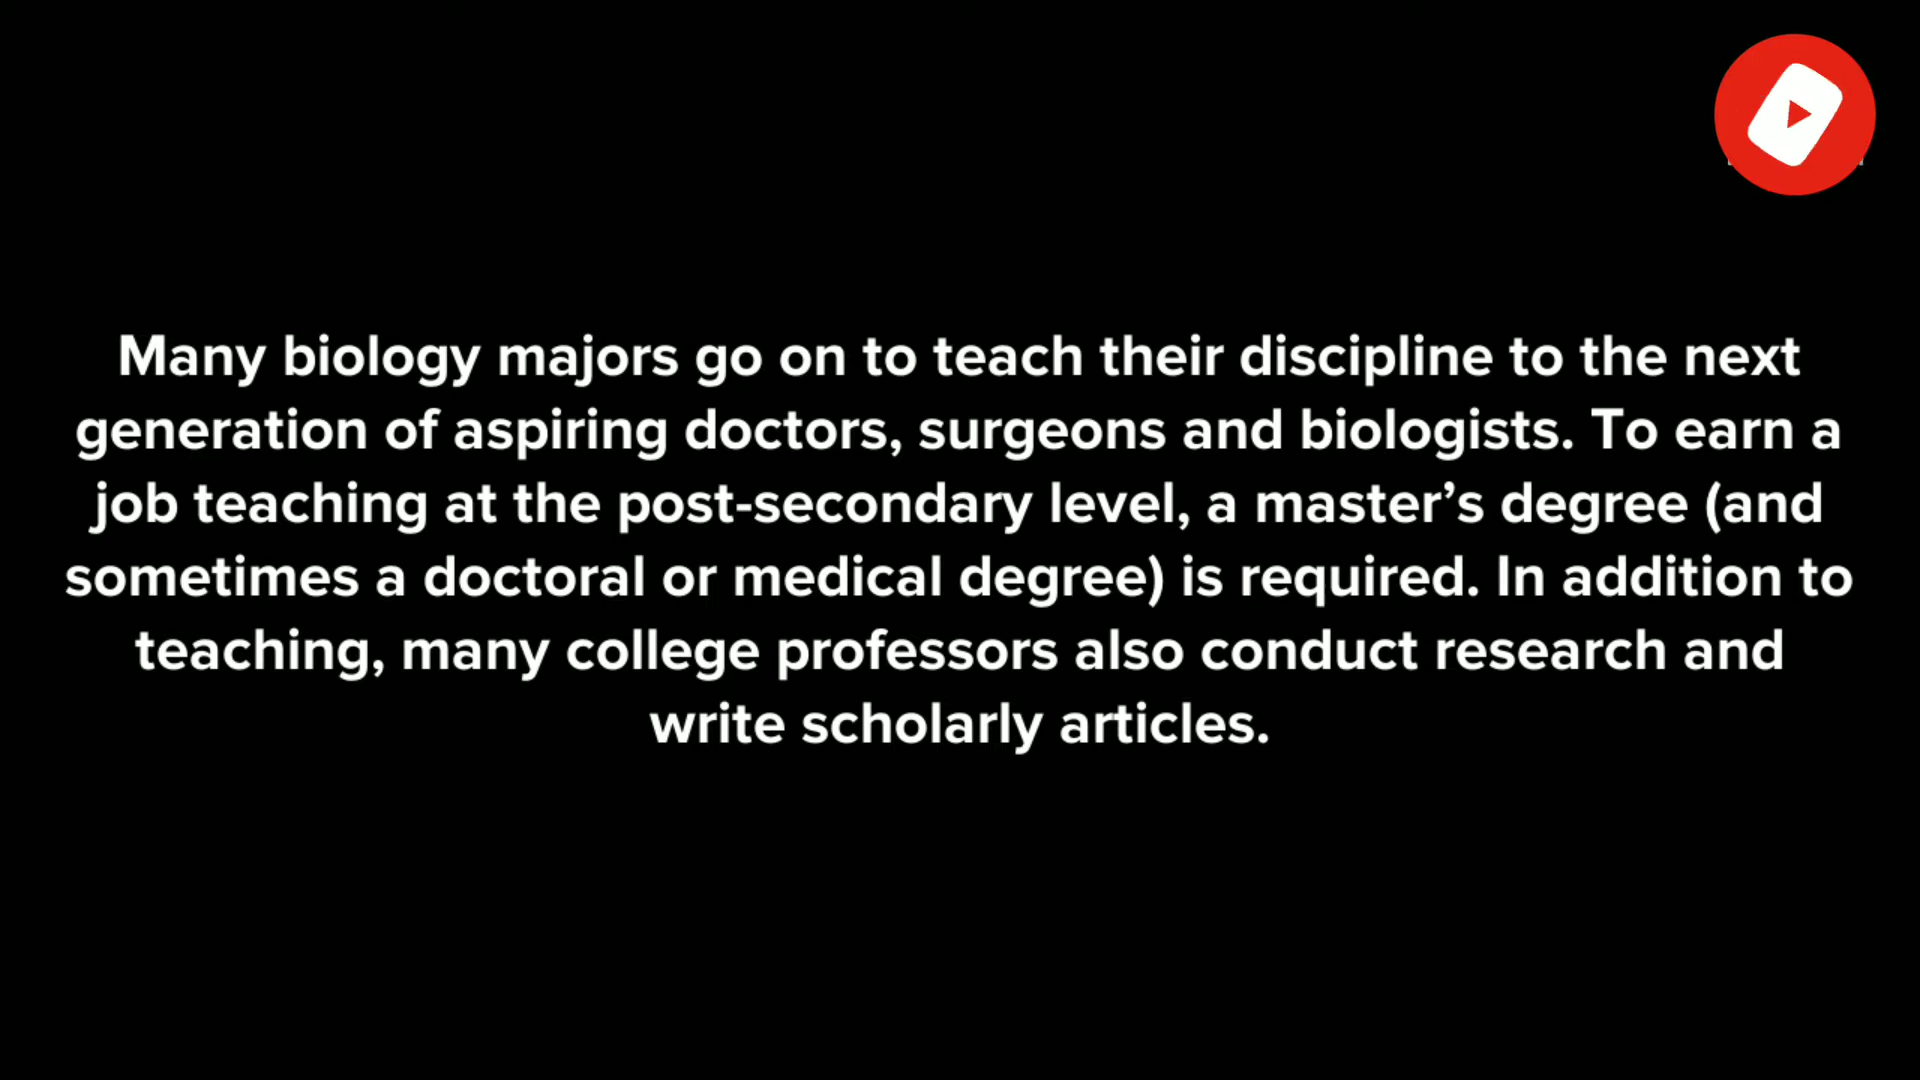 Many biology majors go on to teach their discipline to the next
generation of aspiring doctors, surgeons and biologists. To earn a
job teaching at the post-secondary level, a master’s degree (and
sometimes a doctoral or medical degree) is required. In addition to
teaching, many college professors also conduct research and
write scholarly articles.